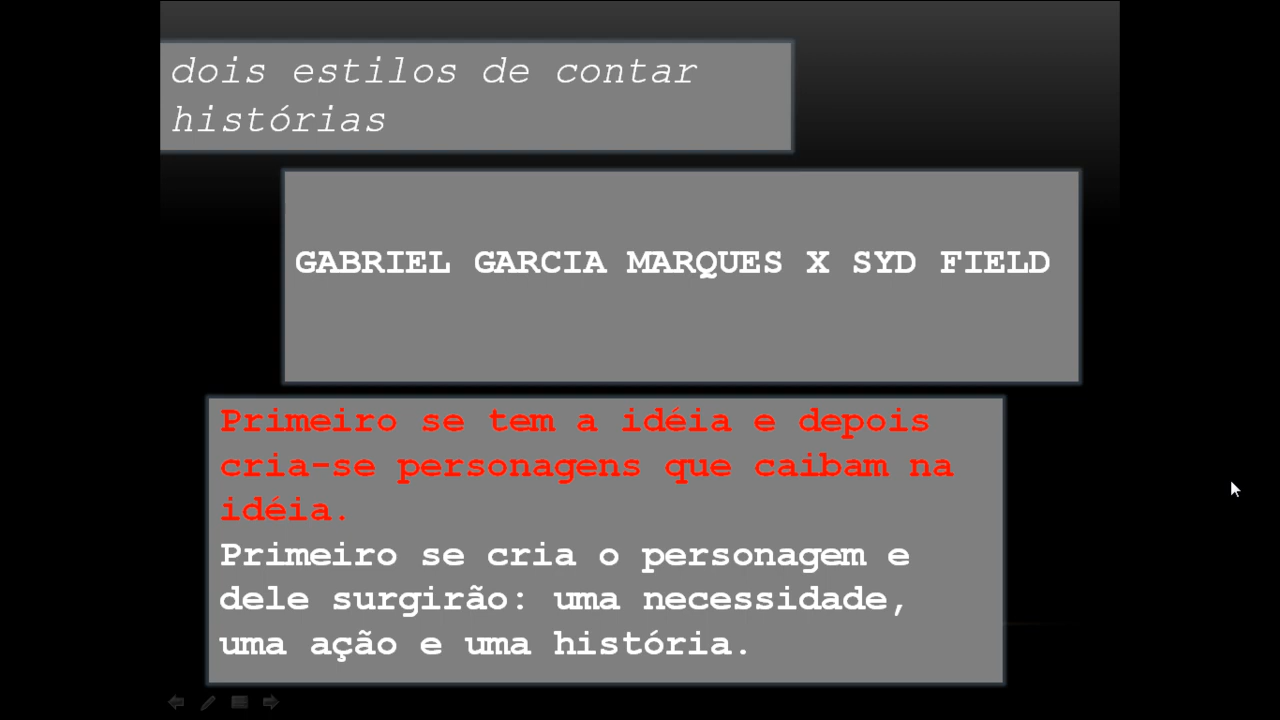 dois estilos de contar
histórias
GABRIEL GARCIA MARQUES X SYD FIELD
Primeiro se tem a idéia e depois
cria-se personagens que caibam na
idéia.
Primeiro se cria o personagem e
dele surgirão: uma necessidade,
uma ação e uma história.